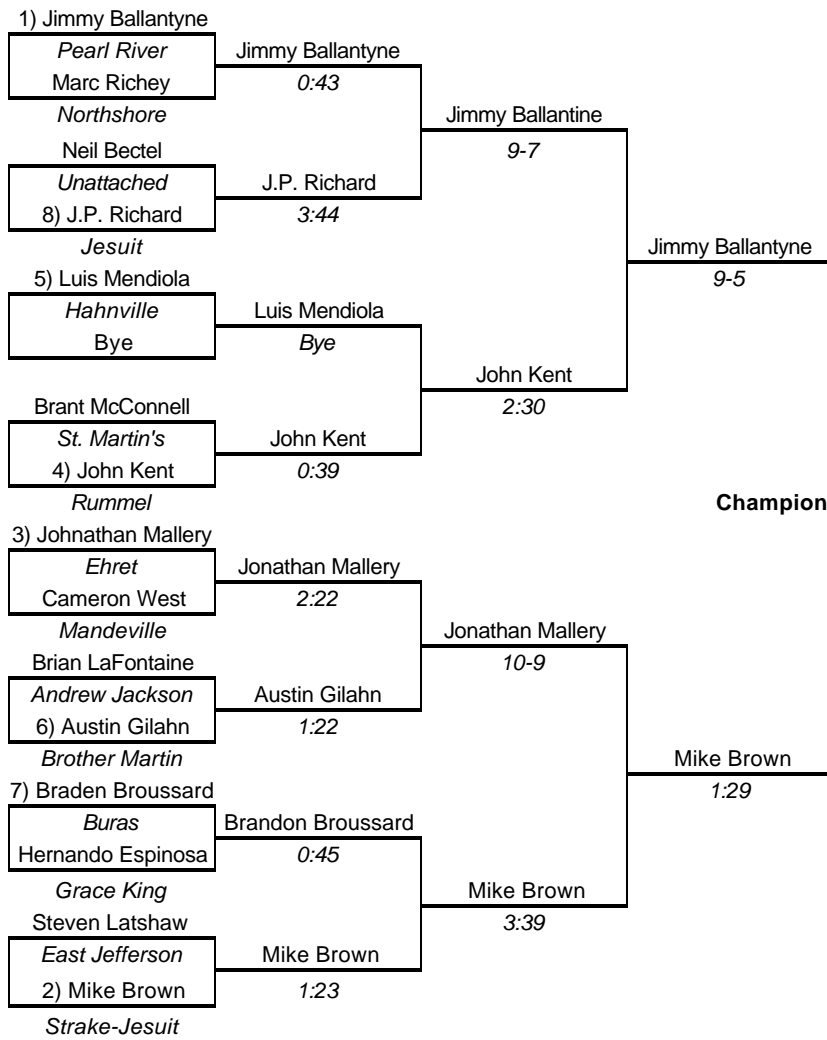 1) Jimmy Ballantyne
Pearl River
Jimmy Ballantyne
Marc Richey
0:43
Northshore
Jimmy Ballantine
Neil Bectel
9-7
Unattached
J.P. Richard
8) J.P. Richard
3:44
Jesuit
Jimmy Ballantyne
5) Luis Mendiola
9-5
Hahnville
Luis Mendiola
Bye
Bye
John Kent
Brant McConnell
2:30
St. Martin's
John Kent
4) John Kent
0:39
Rummel
Champion
3) Johnathan Mallery
Ehret
Jonathan Mallery
Cameron West
2:22
Mandeville
Jonathan Mallery
Brian LaFontaine
10-9
Andrew Jackson
Austin Gilahn
6) Austin Gilahn
1:22
Brother Martin
Mike Brown
7) Braden Broussard
1:29
Buras
Brandon Broussard
Hernando Espinosa
0:45
Grace King
Mike Brown
Steven Latshaw
3:39
East Jefferson
Mike Brown
2) Mike Brown
1:23
Strake-Jesuit